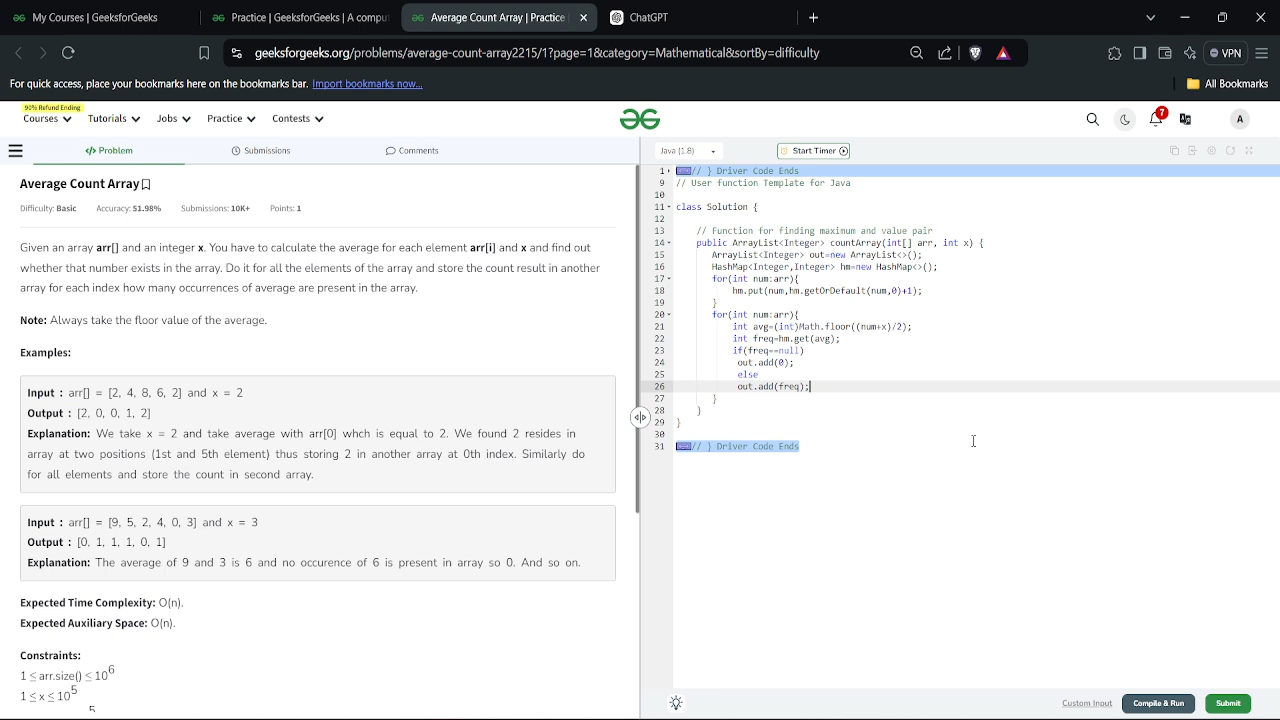 My Courses | GeeksforGeeks
Practice | GeeksforGeeks | A compu
Average Count Array | Practice
ChatGPT
geeksforgeeks.org/problems/average-count-array2215/1?page=1&category=Mathematical&sortBy=difficulty
VPN
For quick access, place your bookmarks here on the bookmarks bar. Import bookmarks now...
All Bookmarks
90% Refund Ending
Courses
Tutorials
Jobs
Practice
Contests
7
A
</> Problem
Submissions
Comments
Java (1.8)
Start Timer
Average Count Array
Difficulty: Basic Accuracy: 51.98% Submissions: 10K+ Points: 1
Given an array arr[] and an integer x. You have to calculate the average for each element arr[i] and x and find out
whether that number exists in the array. Do it for all the elements of the array and store the count result in another
array for each index how many occurrences of average are present in the array.
Note: Always take the floor value of the average.
Examples:
Input : arr[] = [2, 4, 8, 6, 2] and x = 2
Output : [2, 0, 0, 1, 2]
Explanation: We take x = 2 and take average with arr[0] whch is equal to 2. We found 2 resides in
array at two positions (1st and 5th element) thus storing 2 in another array at 0th index. Similarly do
for all elements and store the count in second array.
Input : arr[] = [9, 5, 2, 4, 0, 3] and x = 3
Output : [0, 1, 1, 1, 0, 1]
Explanation: The average of 9 and 3 is 6 and no occurence of 6 is present in array so 0. And so on.
Expected Time Complexity: O(n).
Expected Auxiliary Space: O(n).
Constraints:
1 ≤ arr.size() ≤ 10^6
1 ≤ x ≤ 10^5
5
1 // } Driver Code Ends
9 // User function Template for Java
10
11 class Solution {
12
13 // Function for finding maximum and value pair
14 public ArrayList<Integer> countArray(int[] arr, int x) {
15 ArrayList<Integer> out=new ArrayList<>();
16 HashMap<Integer,Integer> hm=new HashMap<>();
17 for(int num:arr){
18 hm.put(num,hm.getOrDefault(num,0)+1);
19 }
20 for(int num:arr){
21 int avg=(int)Math.floor((num+x)/2);
22 int freq=hm.get(avg);
23 if(freq==null)
24 out.add(0);
25 else
26 out.add(freq);
27 }
28 }
29 }
30
31 // } Driver Code Ends
Custom Input
Compile & Run
Submit